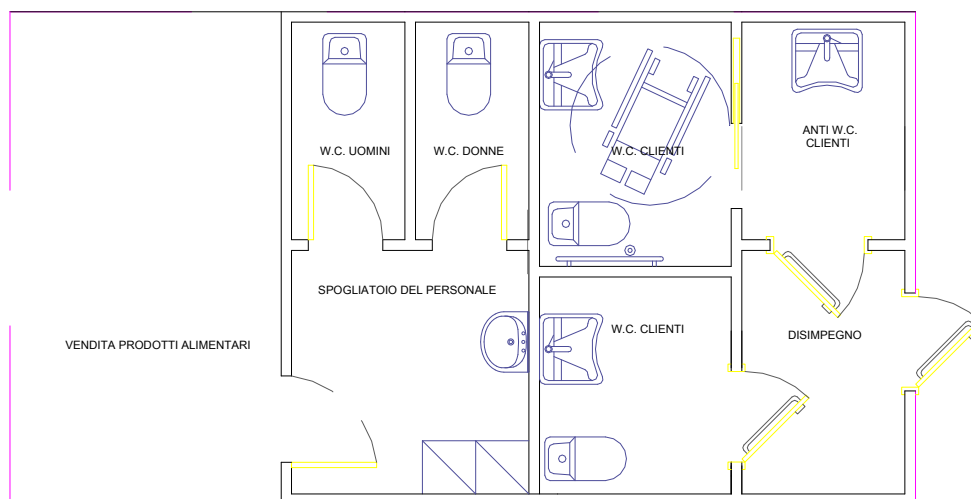 W.C. UOMINI
W.C. DONNE
W.C. CLIENTI
ANTI W.C.
CLIENTI
SPOGLIATOIO DEL PERSONALE
VENDITA PRODOTTI ALIMENTARI
W.C. CLIENTI
DISIMPEGNO